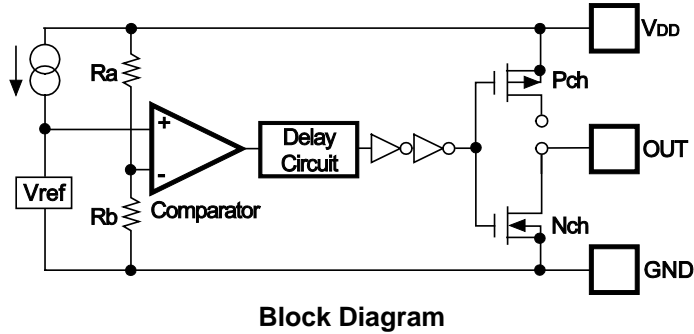 VDD
Ra
Pch
+
Delay
Circuit
OUT
-
Vref
Rb
Comparator
Nch
GND
Block Diagram